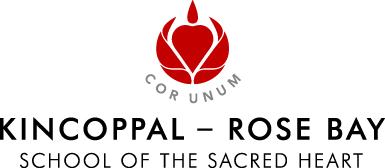 COR UNUM
KINCOPPAL – ROSE BAY
SCHOOL OF THE SACRED HEART